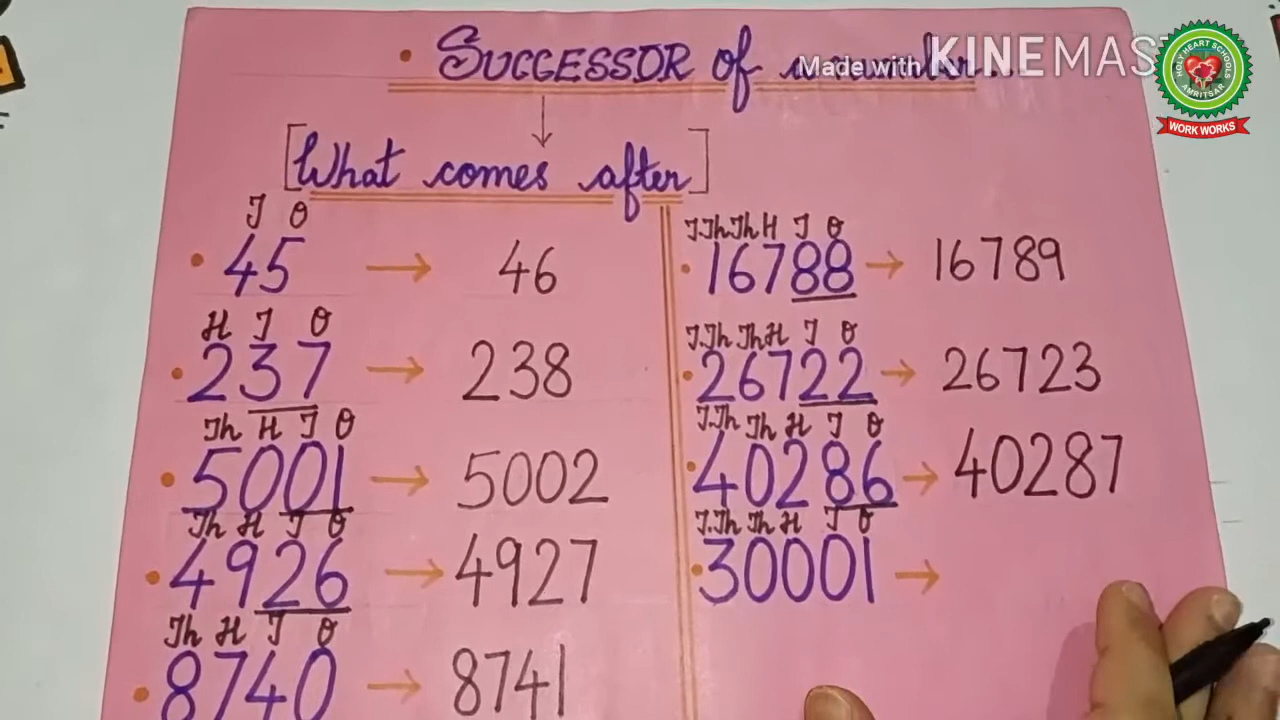 • SUCCESSOR of a number..
Made with KINEMAS
HOLY HEART SCHOOLS
AMRITSAR
WORK WORKS
[What comes after]
T O
• 45 → 46
H T O
• 237 → 238
Th H T O
• 5001 → 5002
Th H T O
• 4926 → 4927
Th H T O
• 8740 → 8741
T.Th Th H T O
• 16788 → 16789
T.Th Th H T O
• 26722 → 26723
T.Th Th H T O
• 40286 → 40287
T.Th Th H T O
• 30001 →